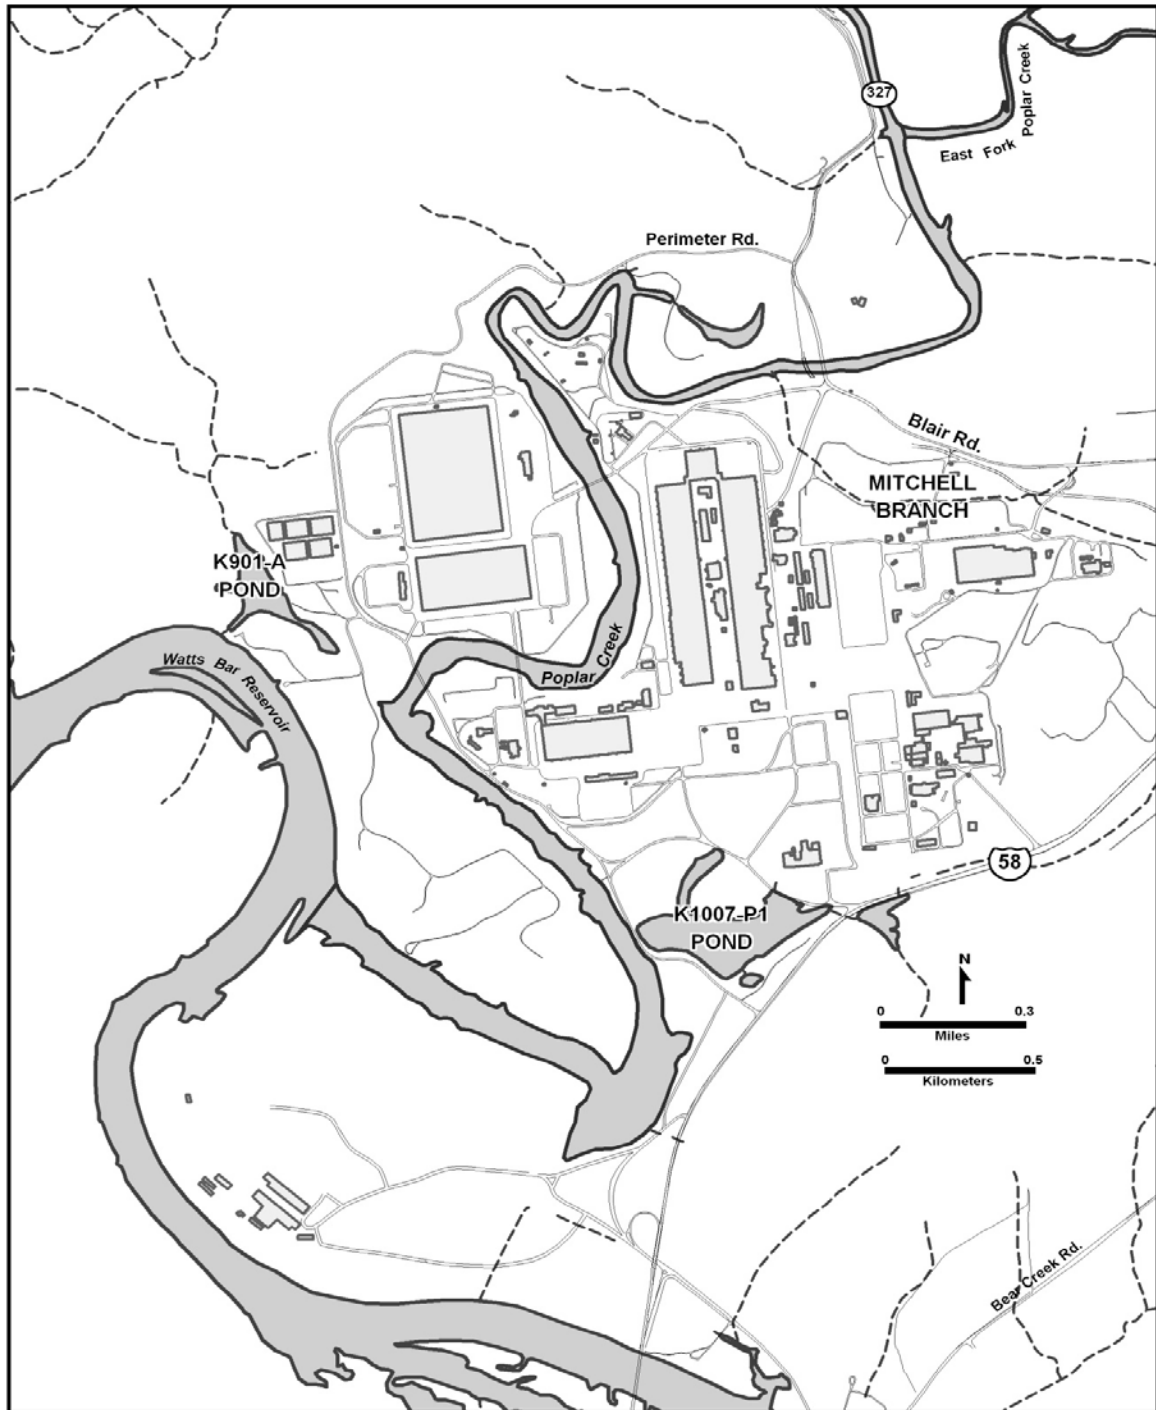 327
East Fork Poplar Creek
Perimeter Rd.
Blair Rd.
MITCHELL
BRANCH
K901-A
POND
Watts Bar Reservoir
Poplar Creek
58
K1007-P1
POND
N
0 0.3
Miles
0 0.5
Kilometers
Bear Creek Rd.